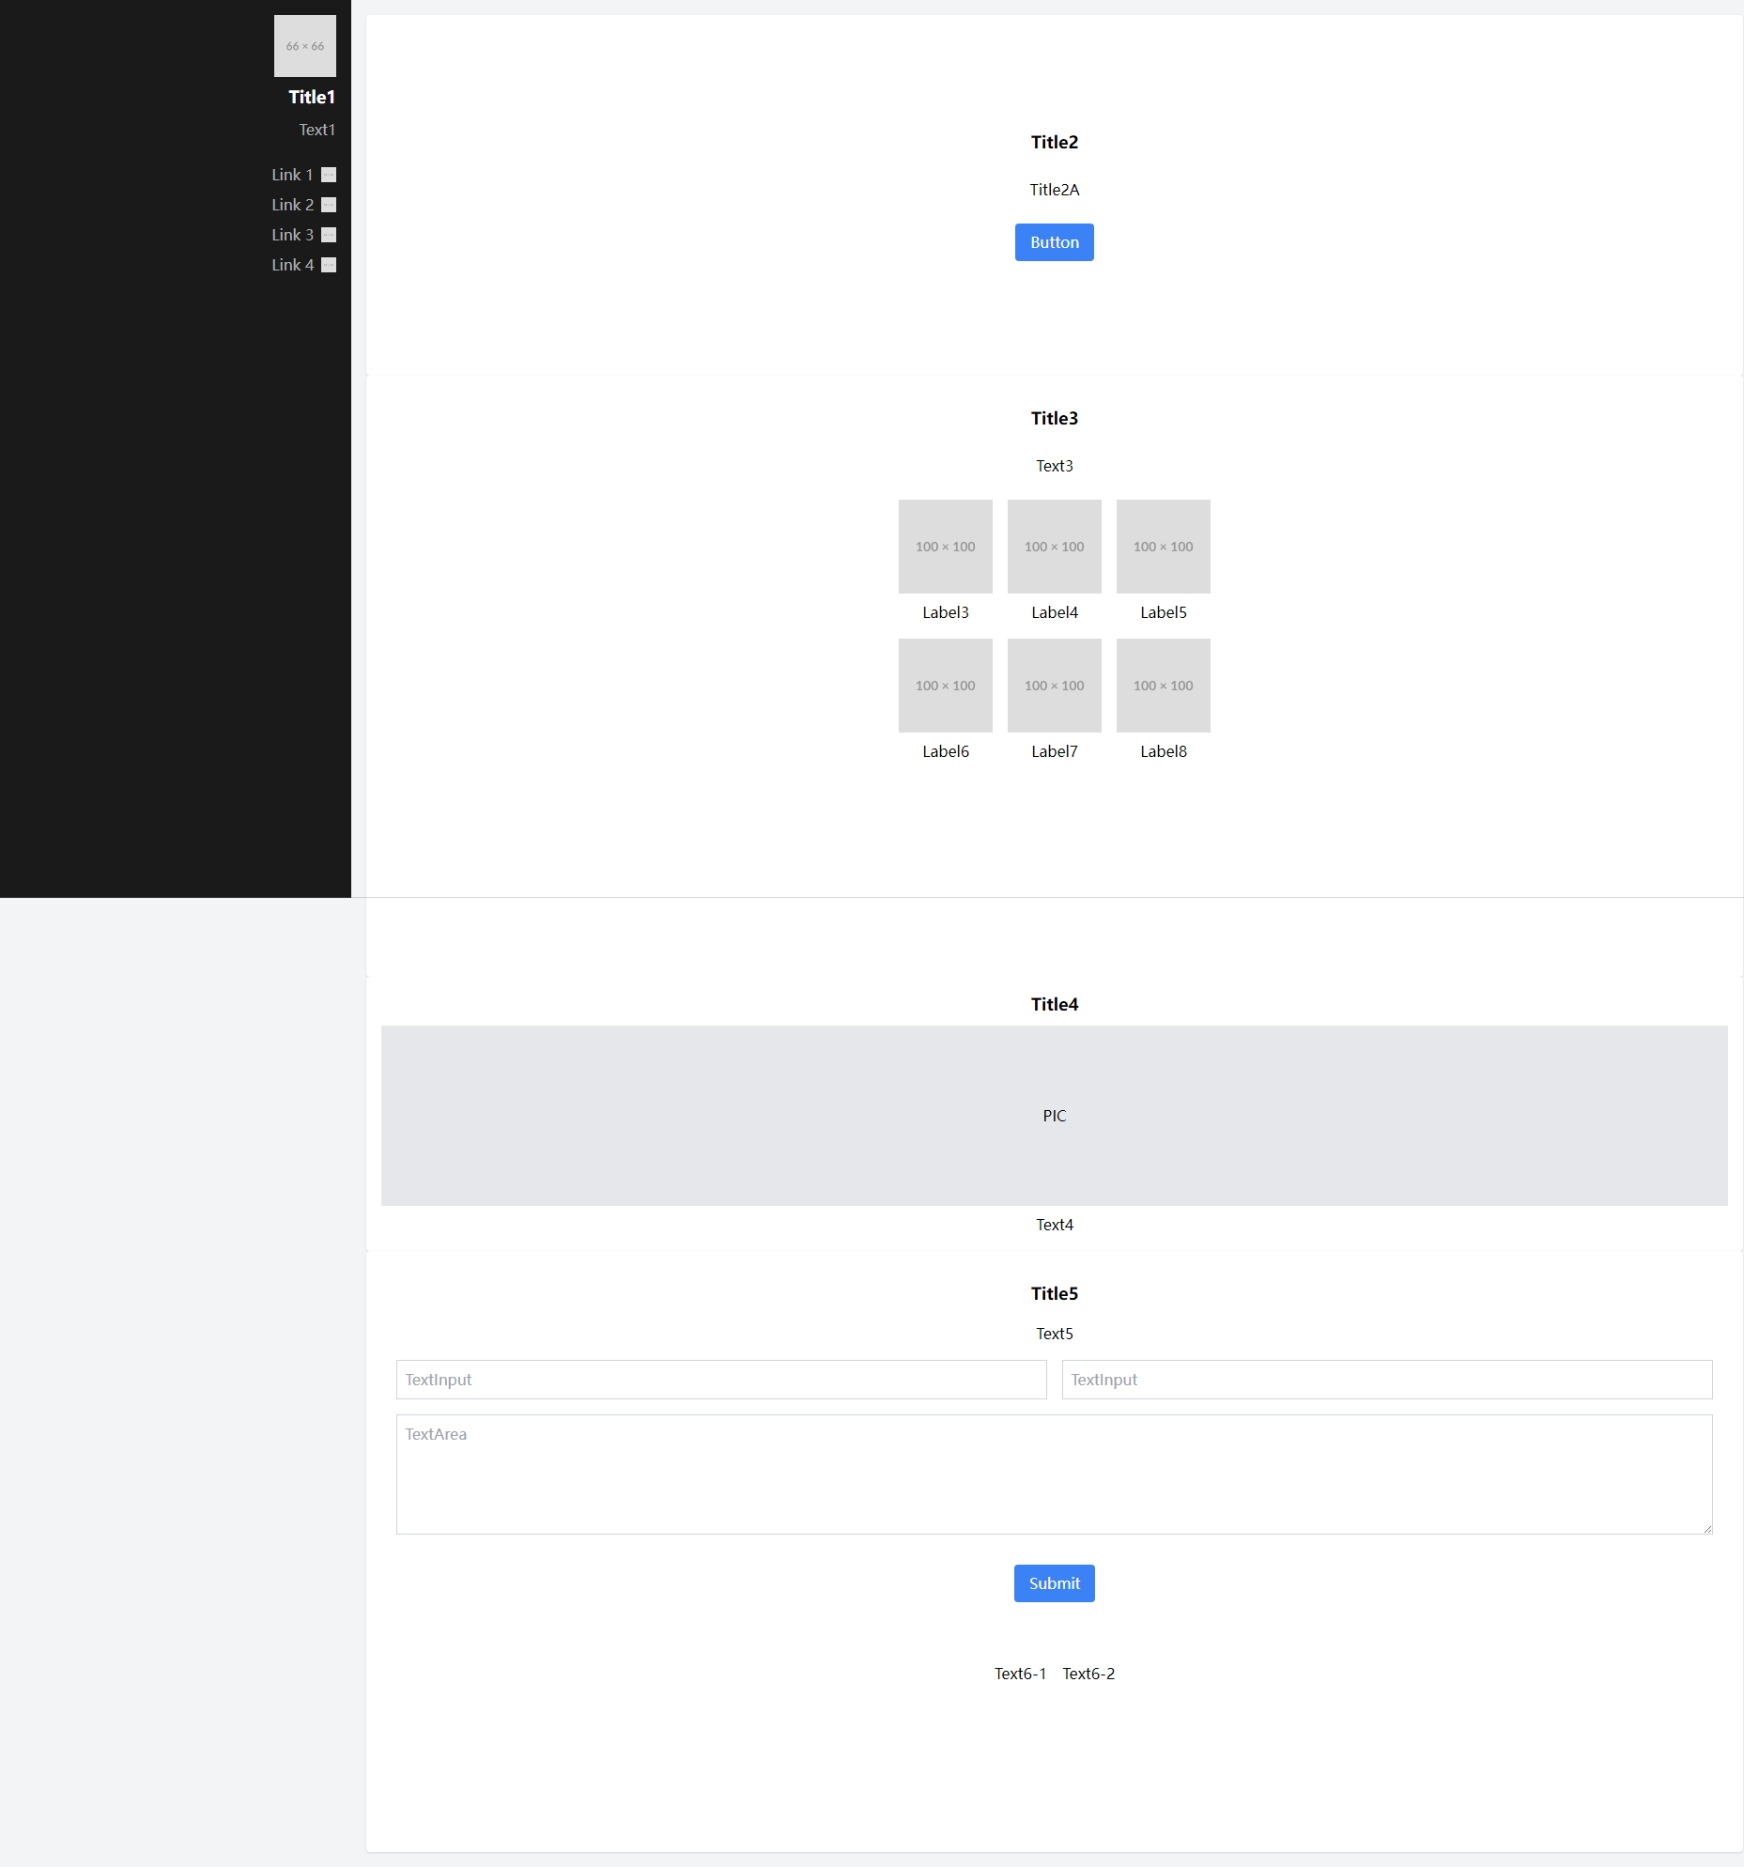 66 × 66
Title1
Text1
Link 1
Link 2
Link 3
Link 4
Title2
Title2A
Button
Title3
Text3
100 × 100 100 × 100 100 × 100
Label3 Label4 Label5
100 × 100 100 × 100 100 × 100
Label6 Label7 Label8
Title4
PIC
Text4
Title5
Text5
TextInput TextInput
TextArea
Submit
Text6-1 Text6-2